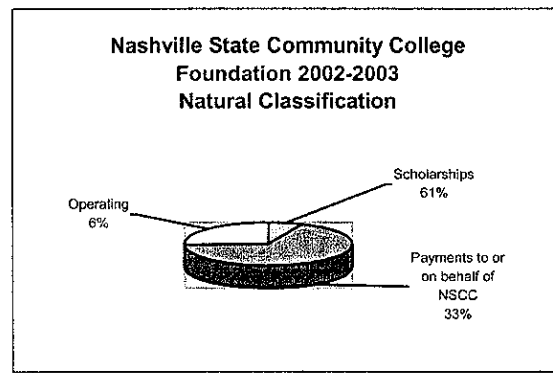 Nashville State Community College
Foundation 2002-2003
Natural Classification
Scholarships
61%
Operating
6%
Payments to or
on behalf of
NSCC
33%